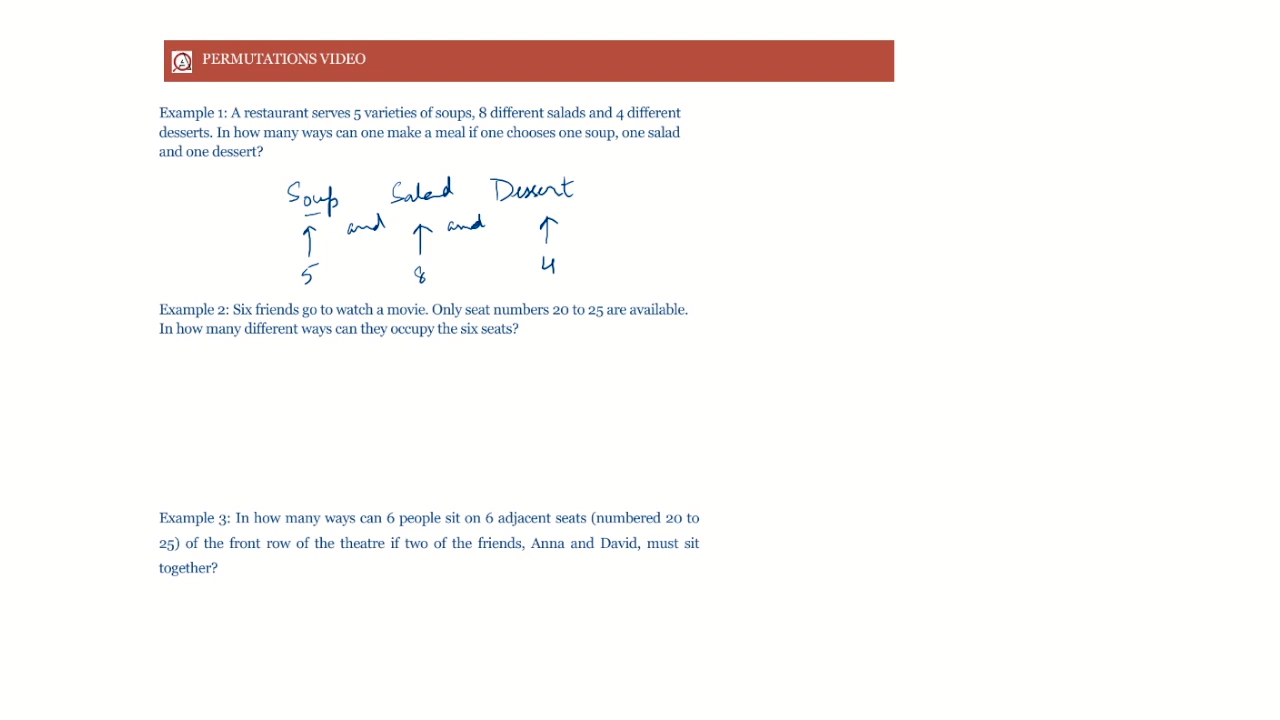 PERMUTATIONS VIDEO
Example 1: A restaurant serves 5 varieties of soups, 8 different salads and 4 different
desserts. In how many ways can one make a meal if one chooses one soup, one salad
and one dessert?
Soup Salad Dessert
and and
5 8 4
Example 2: Six friends go to watch a movie. Only seat numbers 20 to 25 are available.
In how many different ways can they occupy the six seats?
Example 3: In how many ways can 6 people sit on 6 adjacent seats (numbered 20 to
25) of the front row of the theatre if two of the friends, Anna and David, must sit
together?